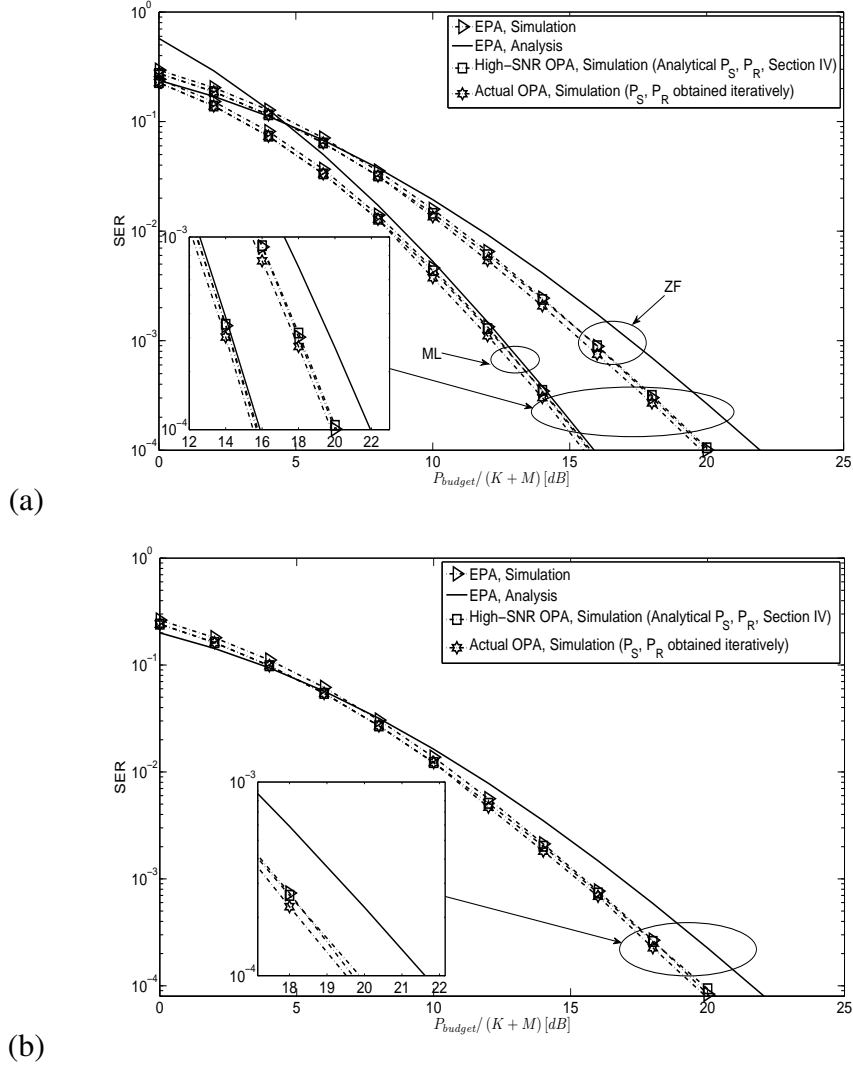 10^0
10^-1
10^-2
10^-3
10^-4
SER
EPA, Simulation
EPA, Analysis
High-SNR OPA, Simulation (Analytical P_S, P_R, Section IV)
Actual OPA, Simulation (P_S, P_R obtained iteratively)
ZF
ML
10^-3
10^-4
12 14 16 18 20 22
0 5 10 15 20 25
P_budget/(K+M) [dB]
(a)
10^0
10^-1
10^-2
10^-3
10^-4
SER
EPA, Simulation
EPA, Analysis
High-SNR OPA, Simulation (Analytical P_S, P_R, Section IV)
Actual OPA, Simulation (P_S, P_R obtained iteratively)
10^-3
10^-4
18 19 20 21 22
0 5 10 15 20 25
P_budget/(K+M) [dB]
(b)